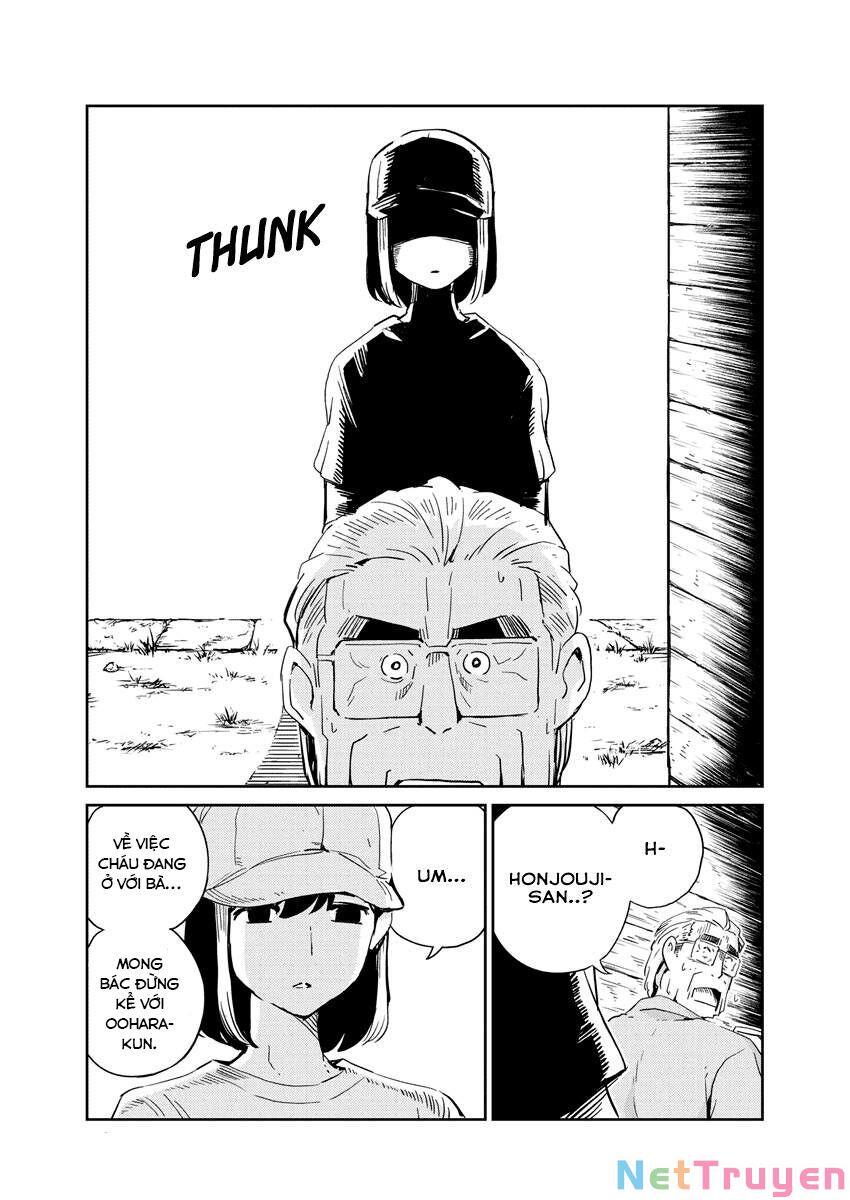 THUNK
H-
HONJOUJI-
SAN..?
UM...
VỀ VIỆC
CHÁU ĐANG
Ở VỚI BÀ...
MONG
BÁC ĐỪNG
KỂ VỚI
OOHARA-
KUN.
NetTruyen